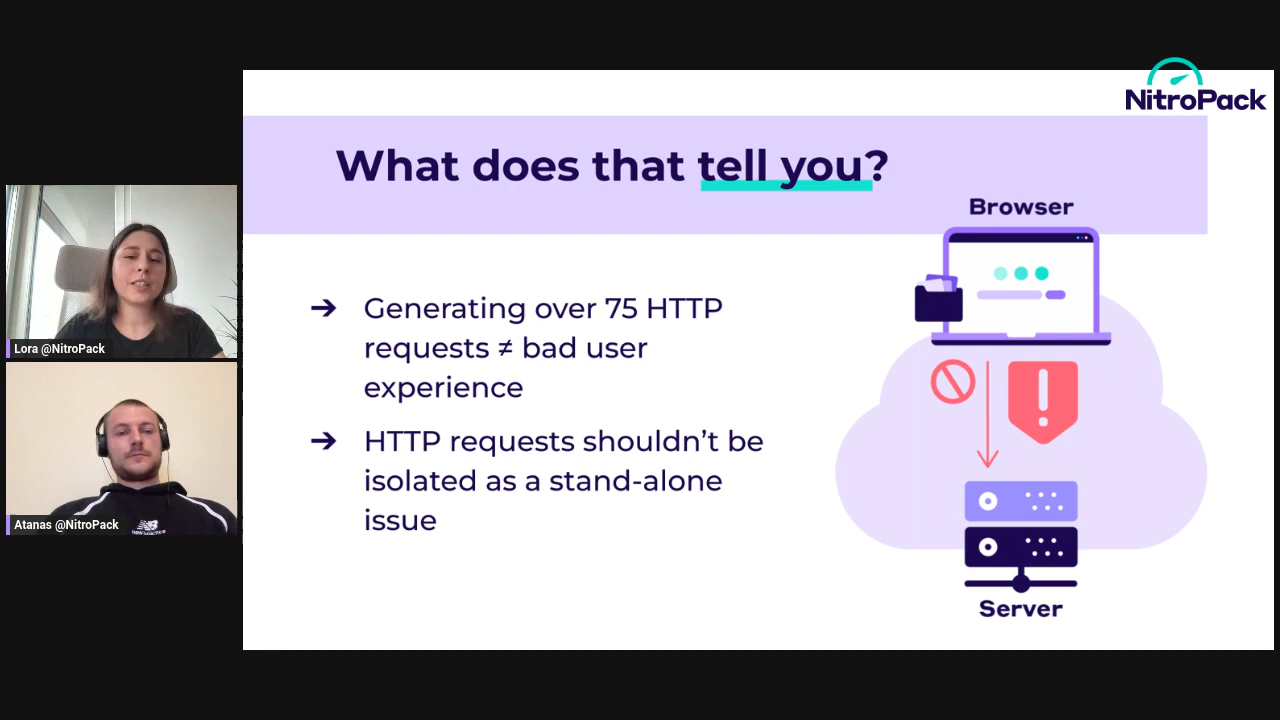 NitroPack
What does that tell you?
Browser
➔ Generating over 75 HTTP
requests ≠ bad user
experience
➔ HTTP requests shouldn’t be
isolated as a stand-alone
issue
Server
Lora @NitroPack
Atanas @NitroPack